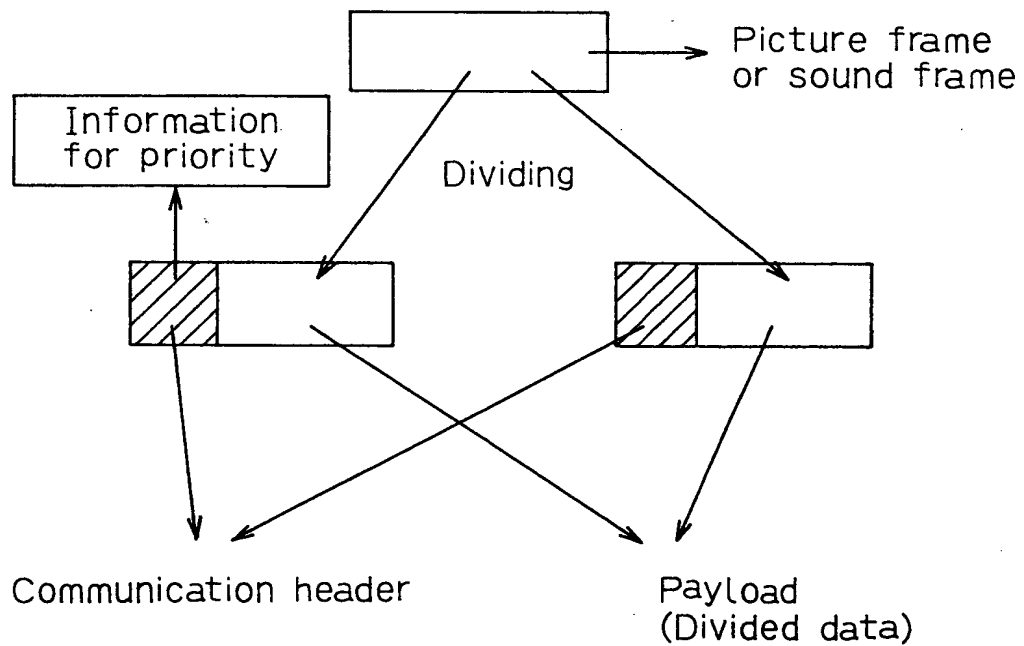 Picture frame
or sound frame
Information
for priority
Dividing
Communication header
Payload
(Divided data)